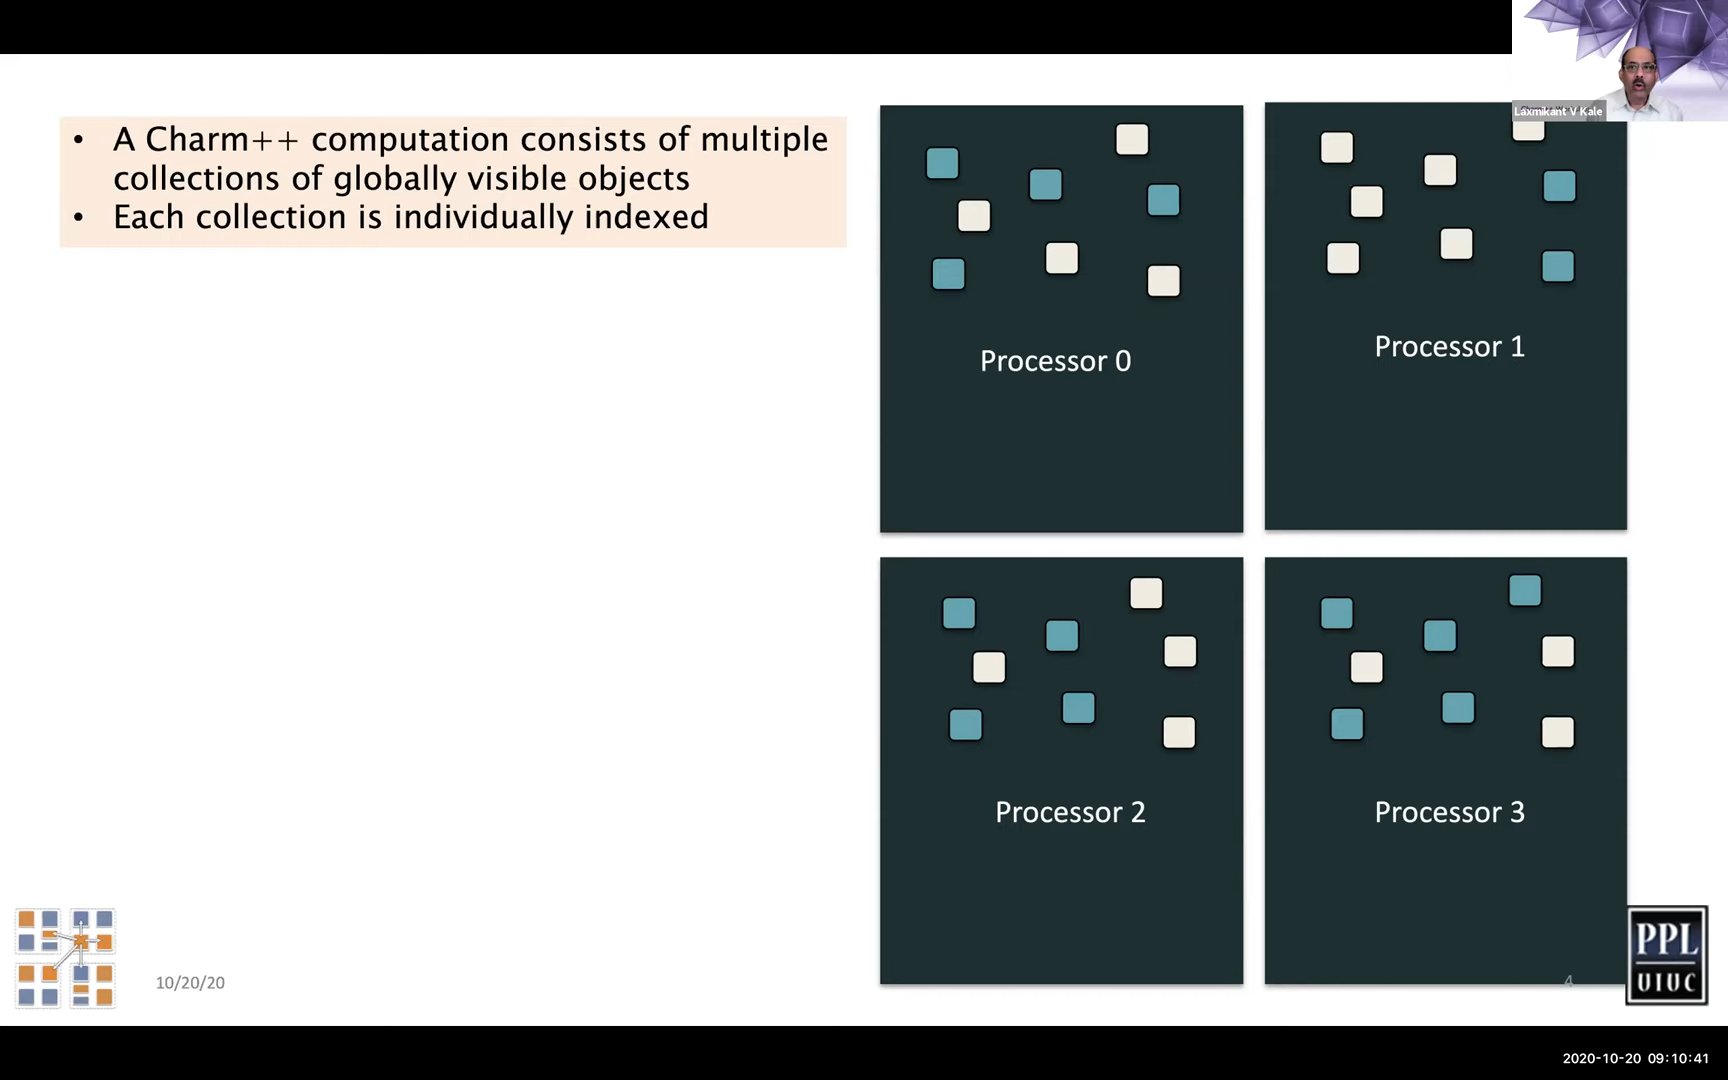 Laxmikant V Kale
• A Charm++ computation consists of multiple
collections of globally visible objects
• Each collection is individually indexed
Processor 0
Processor 1
Processor 2
Processor 3
10/20/20
4
PPL
UIUC
2020-10-20 09:10:41